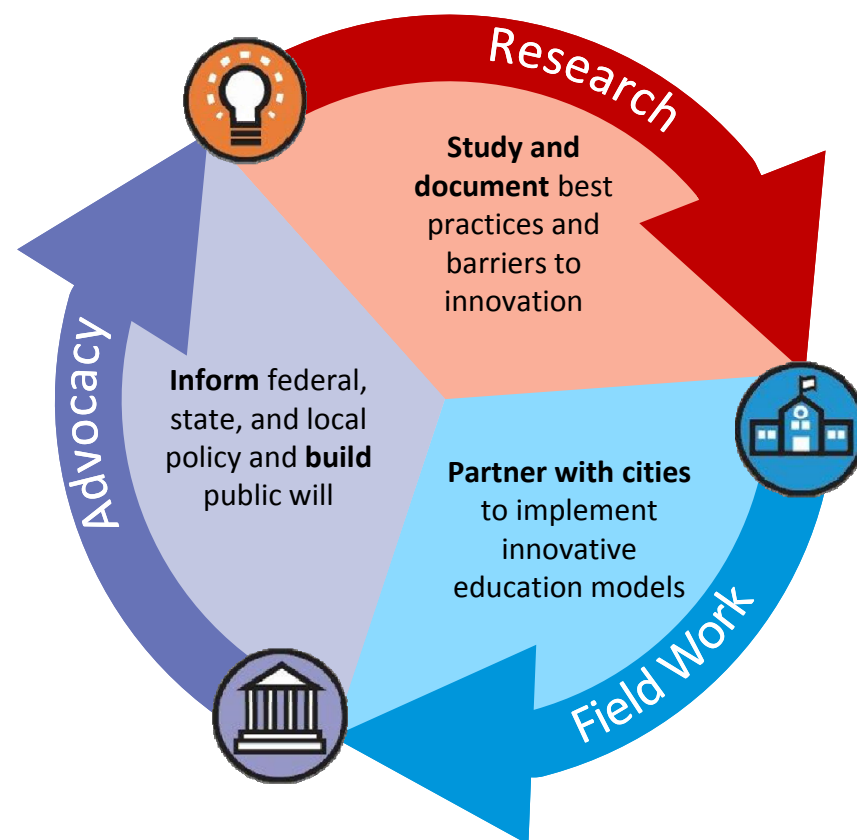 Research
Study and
document best
practices and
barriers to
innovation
Advocacy
Inform federal,
state, and local
policy and build
public will
Partner with cities
to implement
innovative
education models
Field Work